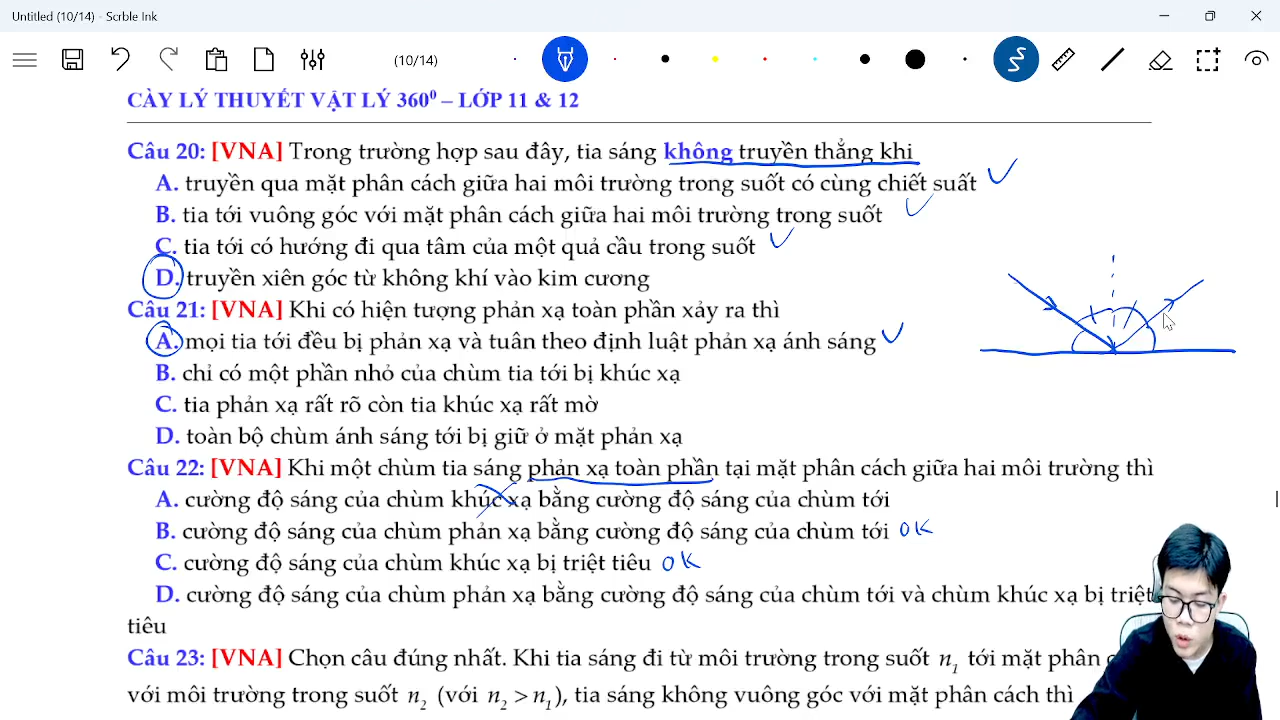 Untitled (10/14) - Scrble Ink
(10/14)
CÀY LÝ THUYẾT VẬT LÝ 360⁰ – LỚP 11 & 12
Câu 20: [VNA] Trong trường hợp sau đây, tia sáng không truyền thẳng khi
A. truyền qua mặt phân cách giữa hai môi trường trong suốt có cùng chiết suất
B. tia tới vuông góc với mặt phân cách giữa hai môi trường trong suốt
C. tia tới có hướng đi qua tâm của một quả cầu trong suốt
D. truyền xiên góc từ không khí vào kim cương
Câu 21: [VNA] Khi có hiện tượng phản xạ toàn phần xảy ra thì
A. mọi tia tới đều bị phản xạ và tuân theo định luật phản xạ ánh sáng
B. chỉ có một phần nhỏ của chùm tia tới bị khúc xạ
C. tia phản xạ rất rõ còn tia khúc xạ rất mờ
D. toàn bộ chùm ánh sáng tới bị giữ ở mặt phản xạ
Câu 22: [VNA] Khi một chùm tia sáng phản xạ toàn phần tại mặt phân cách giữa hai môi trường thì
A. cường độ sáng của chùm khúc xạ bằng cường độ sáng của chùm tới
B. cường độ sáng của chùm phản xạ bằng cường độ sáng của chùm tới OK
C. cường độ sáng của chùm khúc xạ bị triệt tiêu OK
D. cường độ sáng của chùm phản xạ bằng cường độ sáng của chùm tới và chùm khúc xạ bị triệt
tiêu
Câu 23: [VNA] Chọn câu đúng nhất. Khi tia sáng đi từ môi trường trong suốt n₁ tới mặt phân
với môi trường trong suốt n₂ (với n₂ > n₁), tia sáng không vuông góc với mặt phân cách thì